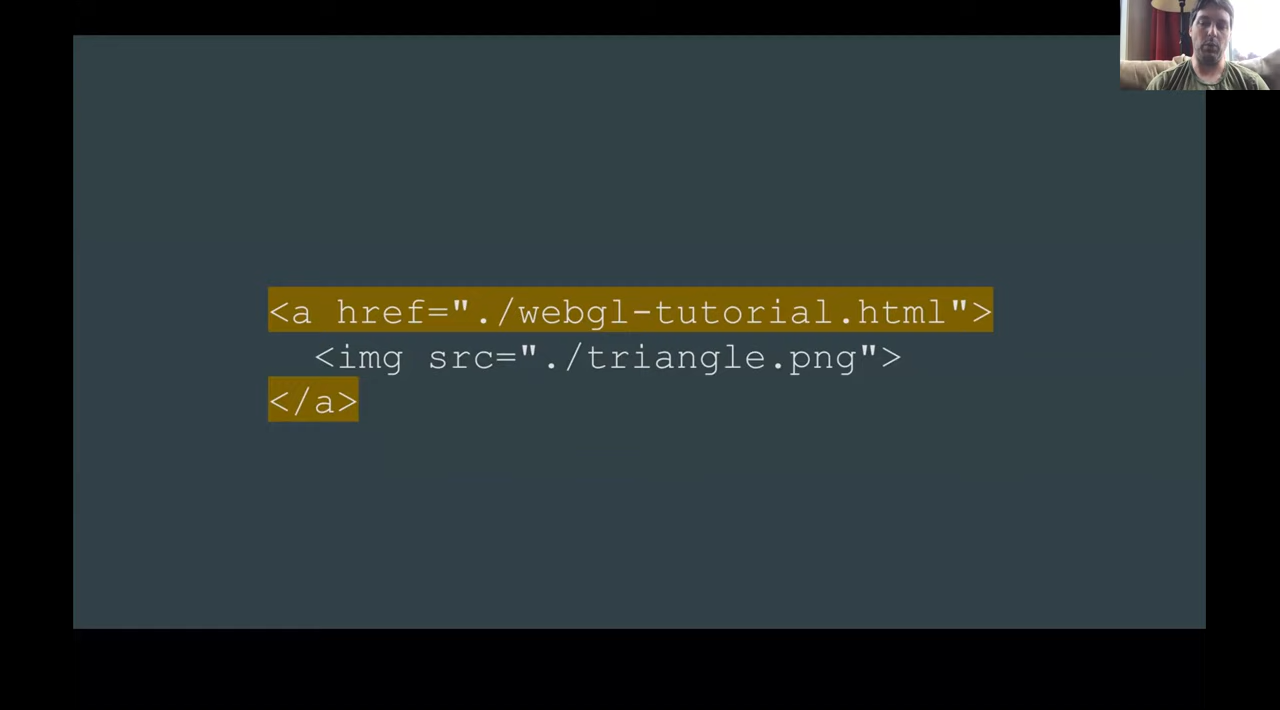 <a href="./webgl-tutorial.html">
<img src="./triangle.png">
</a>